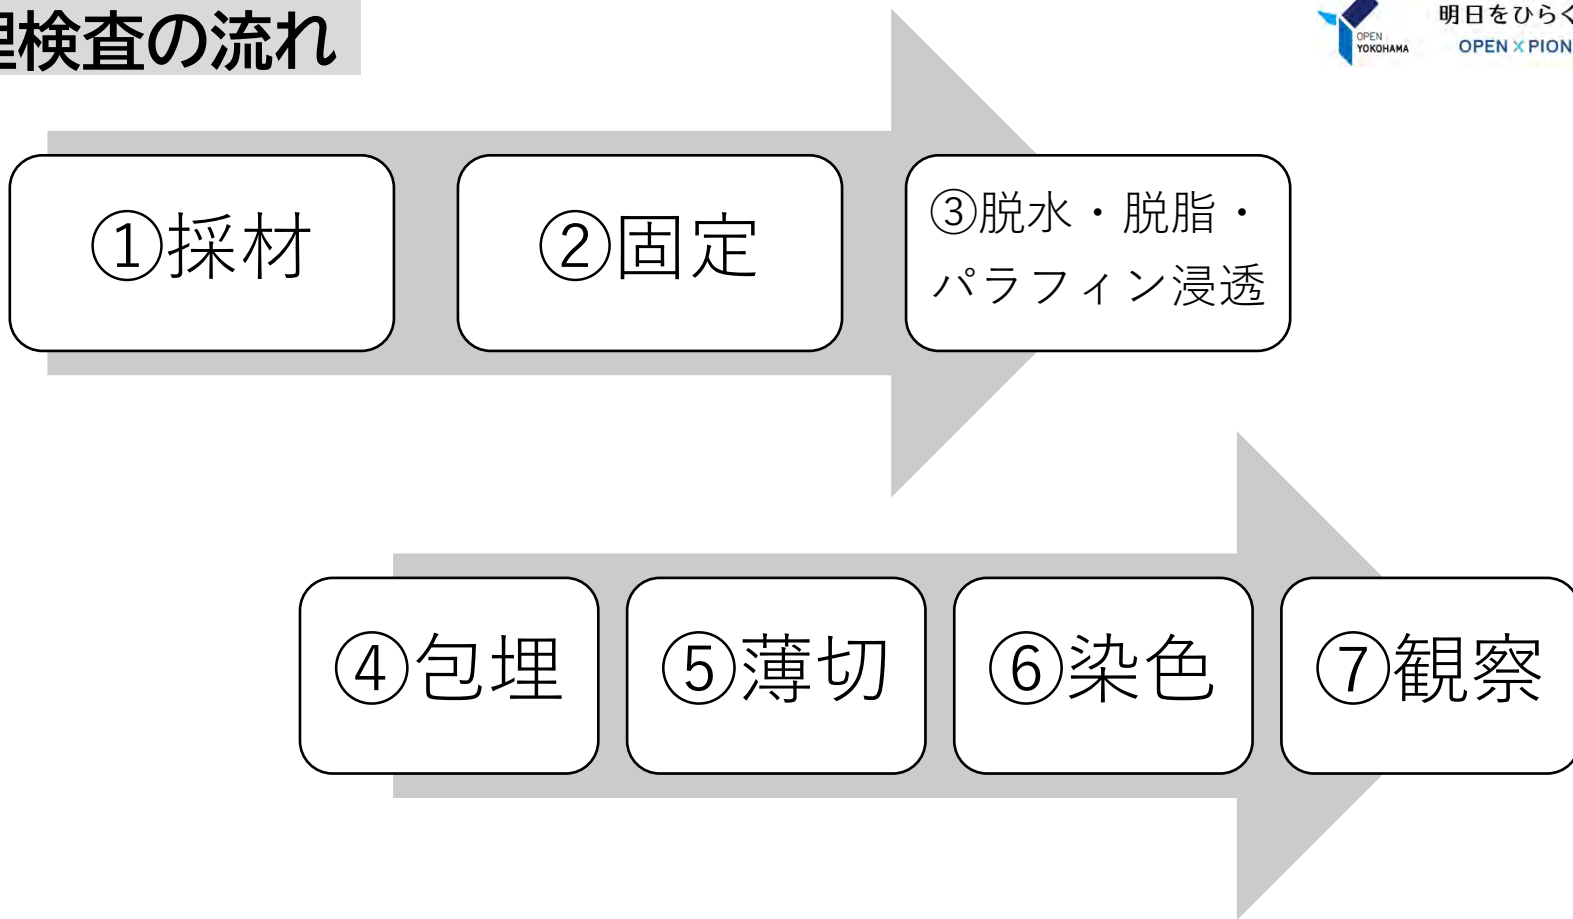 理検査の流れ
OPEN
YOKOHAMA
明日をひらく
OPEN X PION
①採材
②固定
③脱水・脱脂・
パラフィン浸透
④包埋
⑤薄切
⑥染色
⑦観察